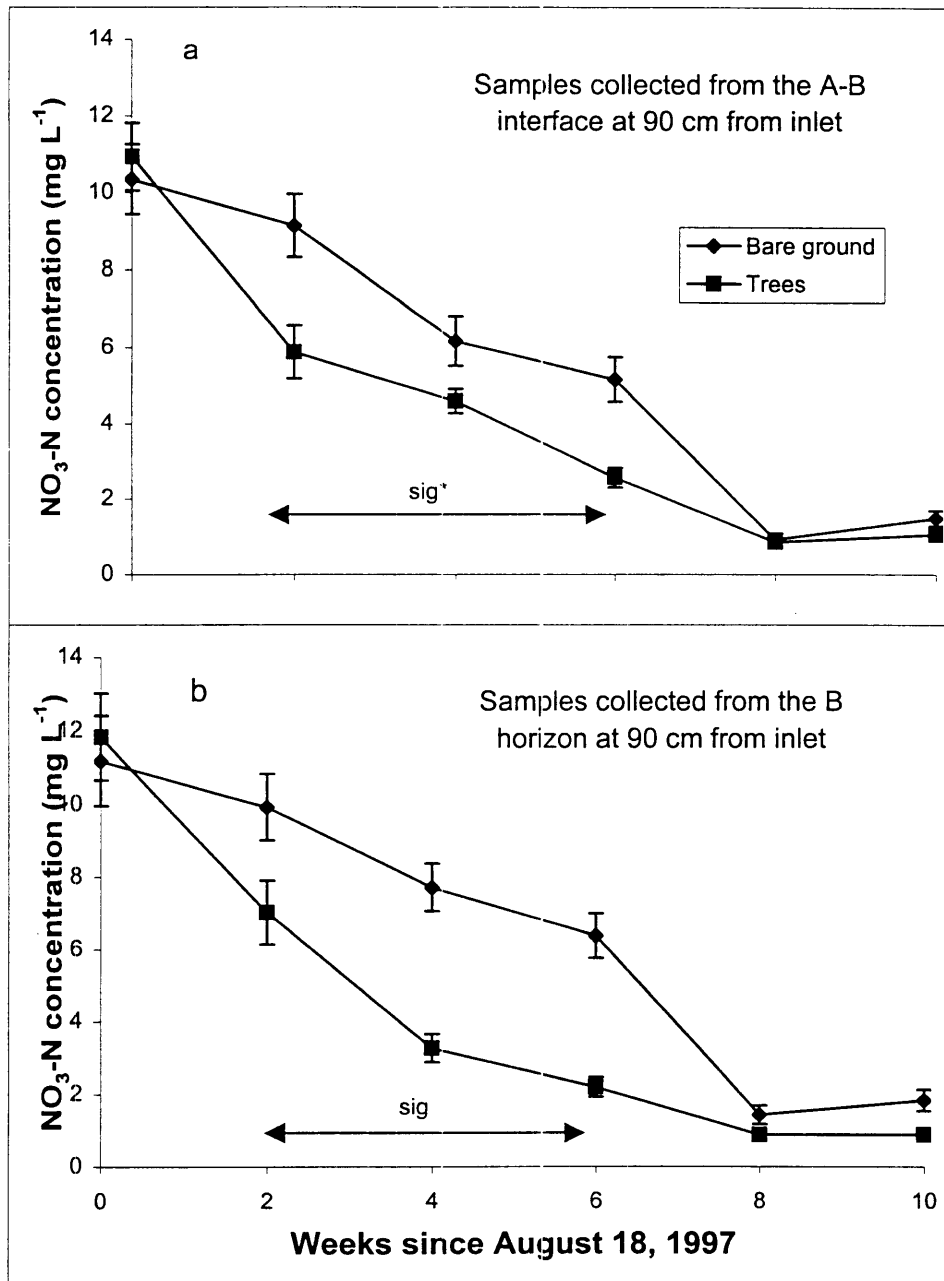 14
12
10
8
6
4
2
0
NO₃-N concentration (mg L⁻¹)
a
Samples collected from the A-B
interface at 90 cm from inlet
Bare ground
Trees
sig*
14
12
10
8
6
4
2
0
NO₃-N concentration (mg L⁻¹)
b
Samples collected from the B
horizon at 90 cm from inlet
sig
0 2 4 6 8 10
Weeks since August 18, 1997